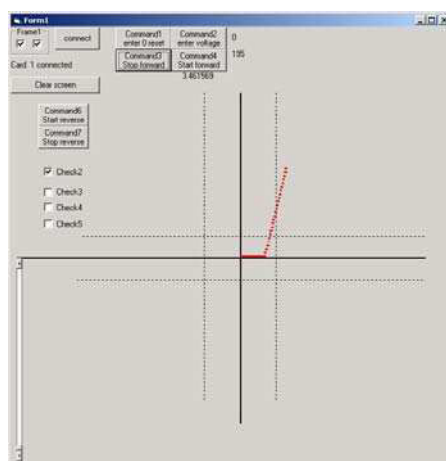 Form1
Frame1
connect
Command1
enter 0 reset
Command2
enter voltage
0
Card 1 connected
Command3
Stop forward
Command4
Start forward
195
3.461569
Clear screen
Command6
Start reverse
Command7
Stop reverse
Check2
Check3
Check4
Check5